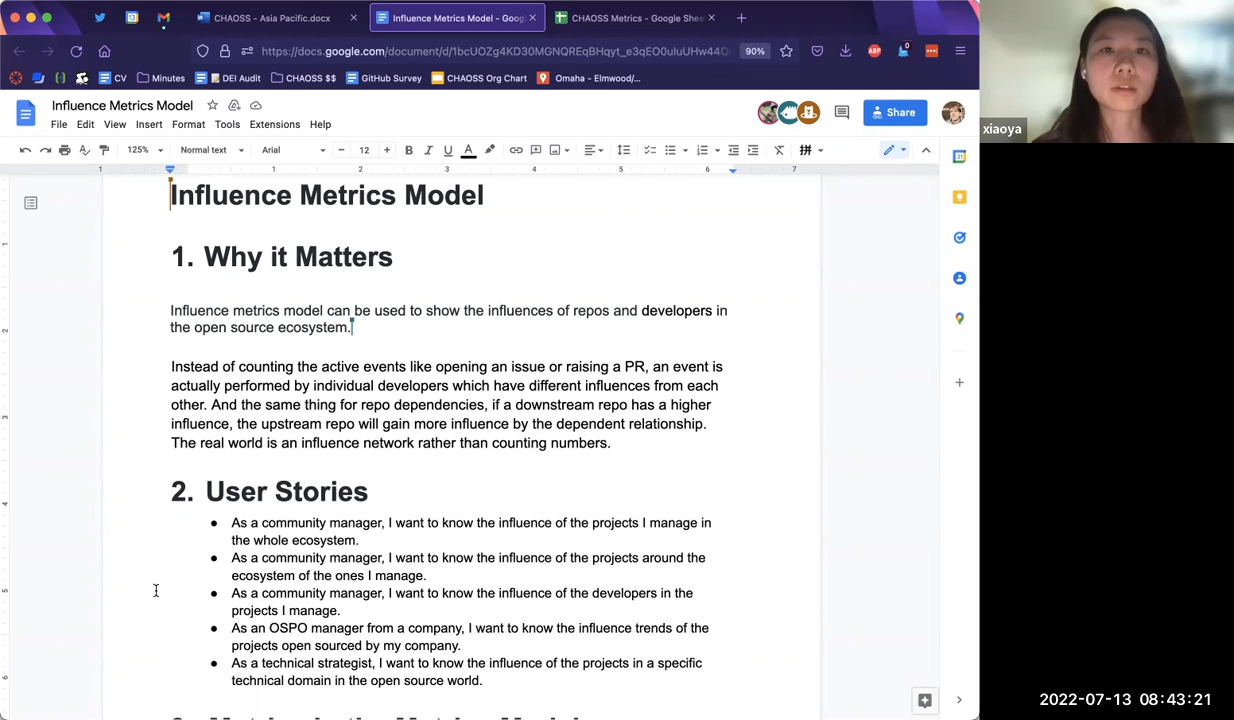 CHAOSS - Asia Pacific.docx
Influence Metrics Model - Goog
CHAOSS Metrics - Google Shee
https://docs.google.com/document/d/1bcUOZg4KD30MGNQREqBHqyt_e3qEO0uIuUHw44O
90%
ABP
0
CV
Minutes
DEI Audit
CHAOSS $$
GitHub Survey
CHAOSS Org Chart
Omaha - Elmwood/...
Influence Metrics Model
File Edit View Insert Format Tools Extensions Help
Share
xiaoya
125% Normal text Arial 12
1 1 2 3 4 5 6 7
Influence Metrics Model
1. Why it Matters
Influence metrics model can be used to show the influences of repos and developers in
the open source ecosystem.
Instead of counting the active events like opening an issue or raising a PR, an event is
actually performed by individual developers which have different influences from each
other. And the same thing for repo dependencies, if a downstream repo has a higher
influence, the upstream repo will gain more influence by the dependent relationship.
The real world is an influence network rather than counting numbers.
2. User Stories
● As a community manager, I want to know the influence of the projects I manage in
the whole ecosystem.
● As a community manager, I want to know the influence of the projects around the
ecosystem of the ones I manage.
● As a community manager, I want to know the influence of the developers in the
projects I manage.
● As an OSPO manager from a company, I want to know the influence trends of the
projects open sourced by my company.
● As a technical strategist, I want to know the influence of the projects in a specific
technical domain in the open source world.
2022-07-13 08:43:21